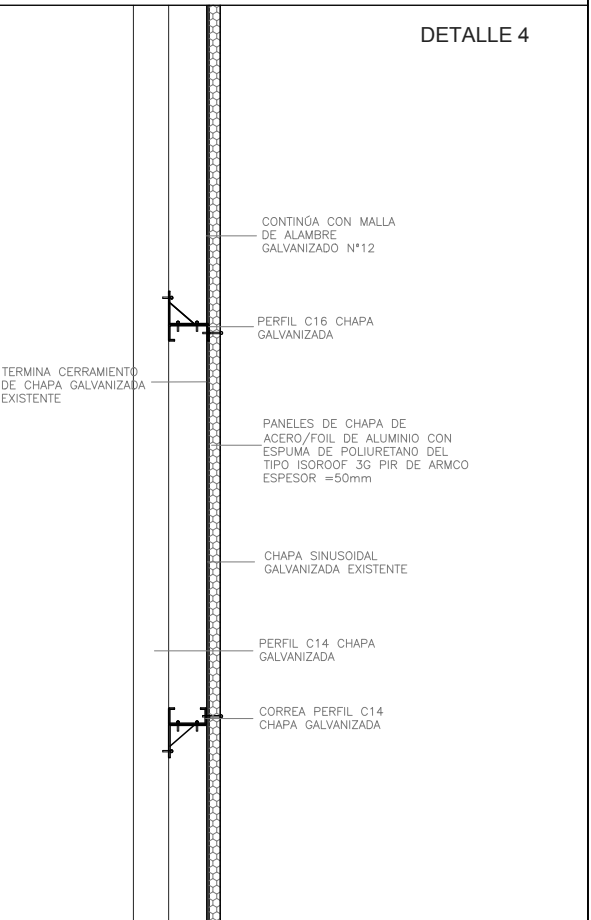 DETALLE 4
CONTINÚA CON MALLA
DE ALAMBRE
GALVANIZADO N°12
PERFIL C16 CHAPA
GALVANIZADA
TERMINA CERRAMIENTO
DE CHAPA GALVANIZADA
EXISTENTE
PANELES DE CHAPA DE
ACERO/FOIL DE ALUMINIO CON
ESPUMA DE POLIURETANO DEL
TIPO ISOROOF 3G PIR DE ARMCO
ESPESOR =50mm
CHAPA SINUSOIDAL
GALVANIZADA EXISTENTE
PERFIL C14 CHAPA
GALVANIZADA
CORREA PERFIL C14
CHAPA GALVANIZADA